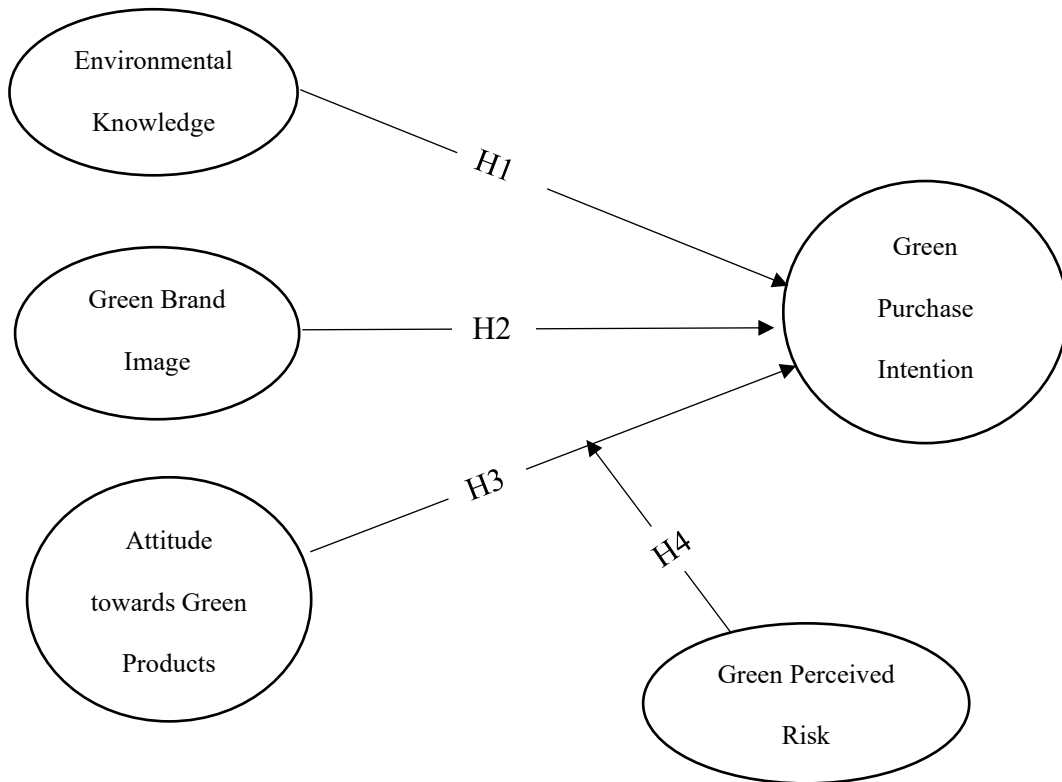 Environmental
Knowledge
H1
Green
Purchase
Intention
Green Brand
Image
H2
H3
Attitude
towards Green
Products
H4
Green Perceived
Risk